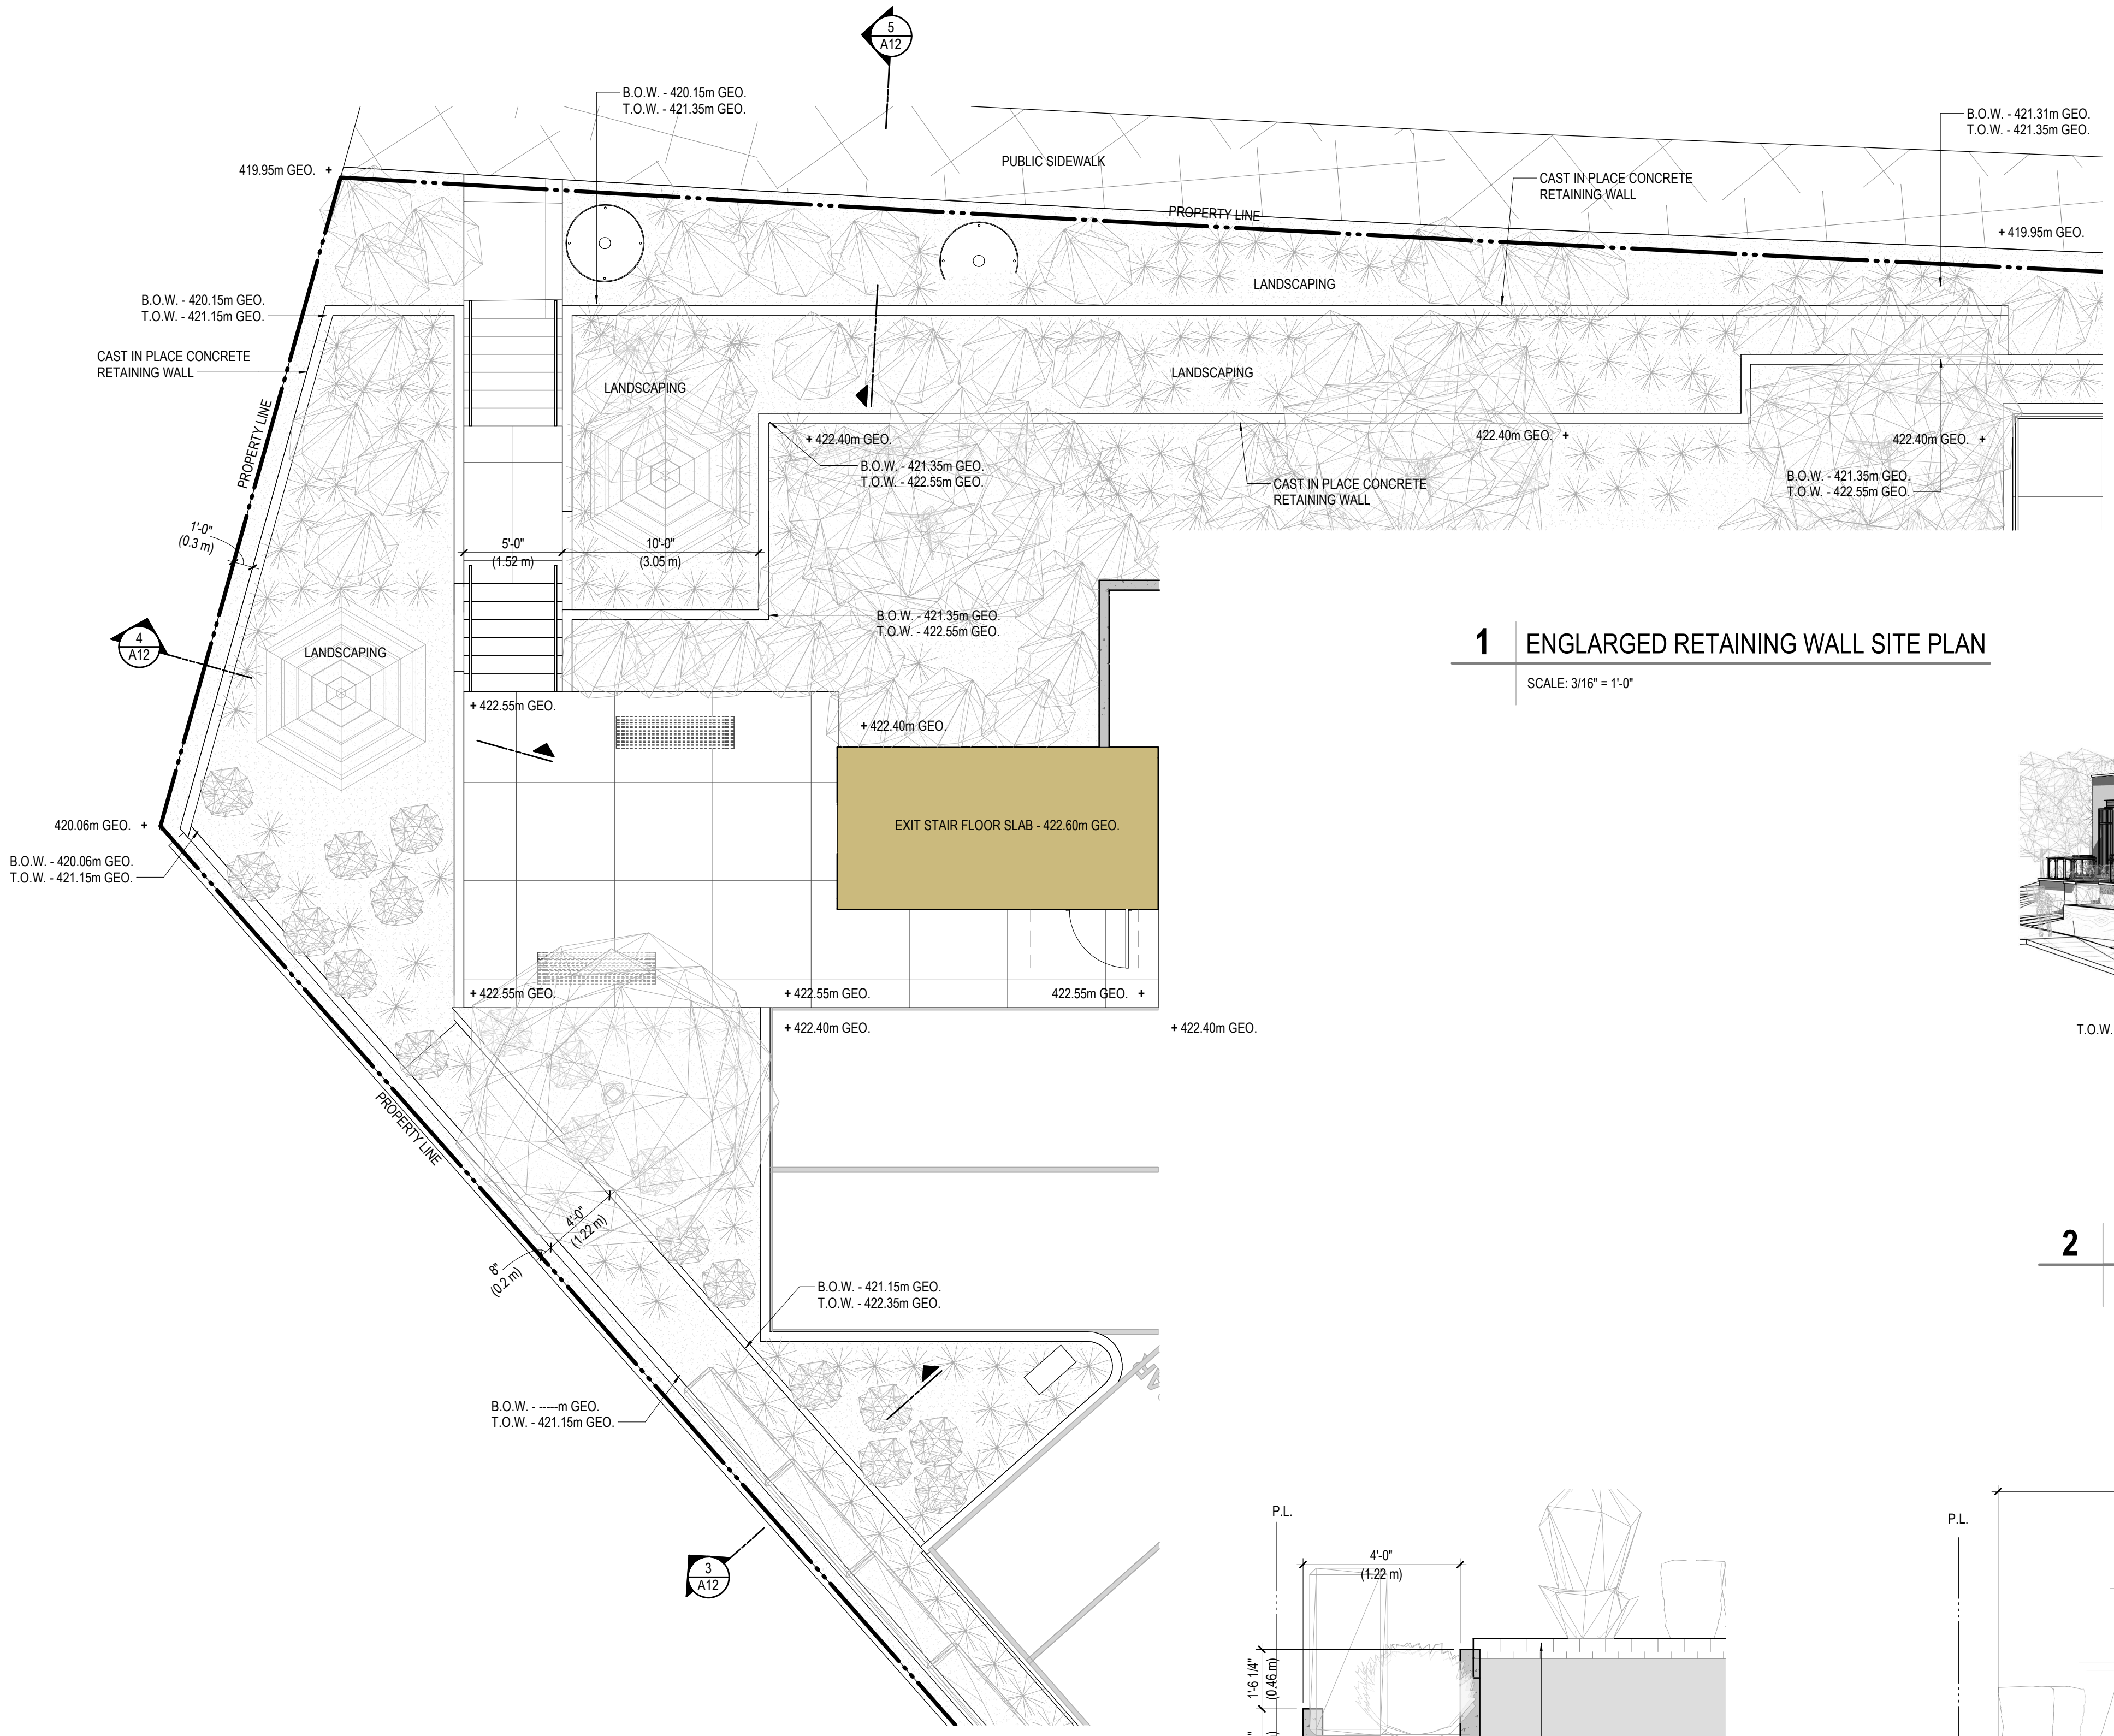 5
A12
B.O.W. - 420.15m GEO.
T.O.W. - 421.35m GEO.
B.O.W. - 421.31m GEO.
T.O.W. - 421.35m GEO.
PUBLIC SIDEWALK
419.95m GEO. +
CAST IN PLACE CONCRETE
RETAINING WALL
PROPERTY LINE
+ 419.95m GEO.
LANDSCAPING
B.O.W. - 420.15m GEO.
T.O.W. - 421.15m GEO.
CAST IN PLACE CONCRETE
RETAINING WALL
LANDSCAPING
LANDSCAPING
PROPERTY LINE
+ 422.40m GEO.
422.40m GEO. +
422.40m GEO. +
B.O.W. - 421.35m GEO.
T.O.W. - 422.55m GEO.
CAST IN PLACE CONCRETE
RETAINING WALL
B.O.W. - 421.35m GEO.
T.O.W. - 422.55m GEO.
1'-0"
(0.3 m)
5'-0"
(1.52 m)
10'-0"
(3.05 m)
B.O.W. - 421.35m GEO.
T.O.W. - 422.55m GEO.
4
A12
LANDSCAPING
1
ENGLARGED RETAINING WALL SITE PLAN
SCALE: 3/16" = 1'-0"
+ 422.55m GEO.
+ 422.40m GEO.
420.06m GEO. +
EXIT STAIR FLOOR SLAB - 422.60m GEO.
B.O.W. - 420.06m GEO.
T.O.W. - 421.15m GEO.
+ 422.55m GEO.
+ 422.55m GEO.
422.55m GEO. +
+ 422.40m GEO.
+ 422.40m GEO.
T.O.W.
PROPERTY LINE
4'-0"
(1.22 m)
8"
(0.2 m)
2
B.O.W. - 421.15m GEO.
T.O.W. - 422.35m GEO.
B.O.W. - -----m GEO.
T.O.W. - 421.15m GEO.
3
A12
P.L.
P.L.
4'-0"
(1.22 m)
1'-6 1/4"
(0.46 m)